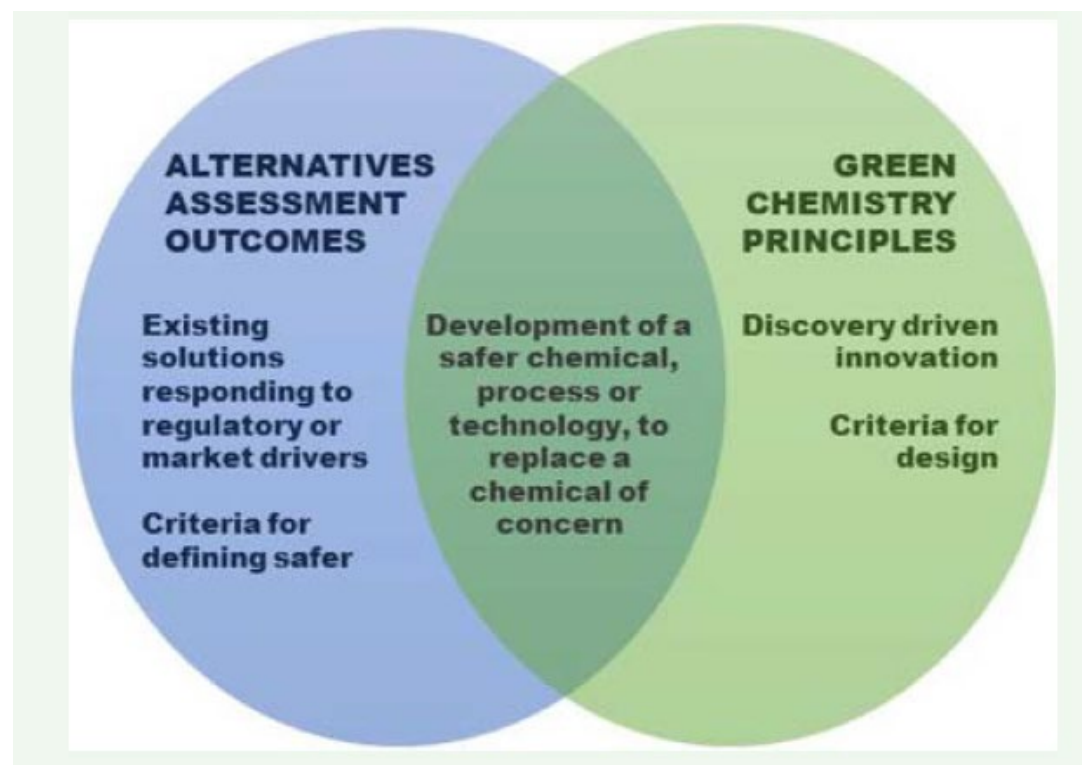 ALTERNATIVES
ASSESSMENT
OUTCOMES
Existing
solutions
responding to
regulatory or
market drivers
Criteria for
defining safer
Development of a
safer chemical,
process or
technology, to
replace a
chemical of
concern
GREEN
CHEMISTRY
PRINCIPLES
Discovery driven
innovation
Criteria for
design